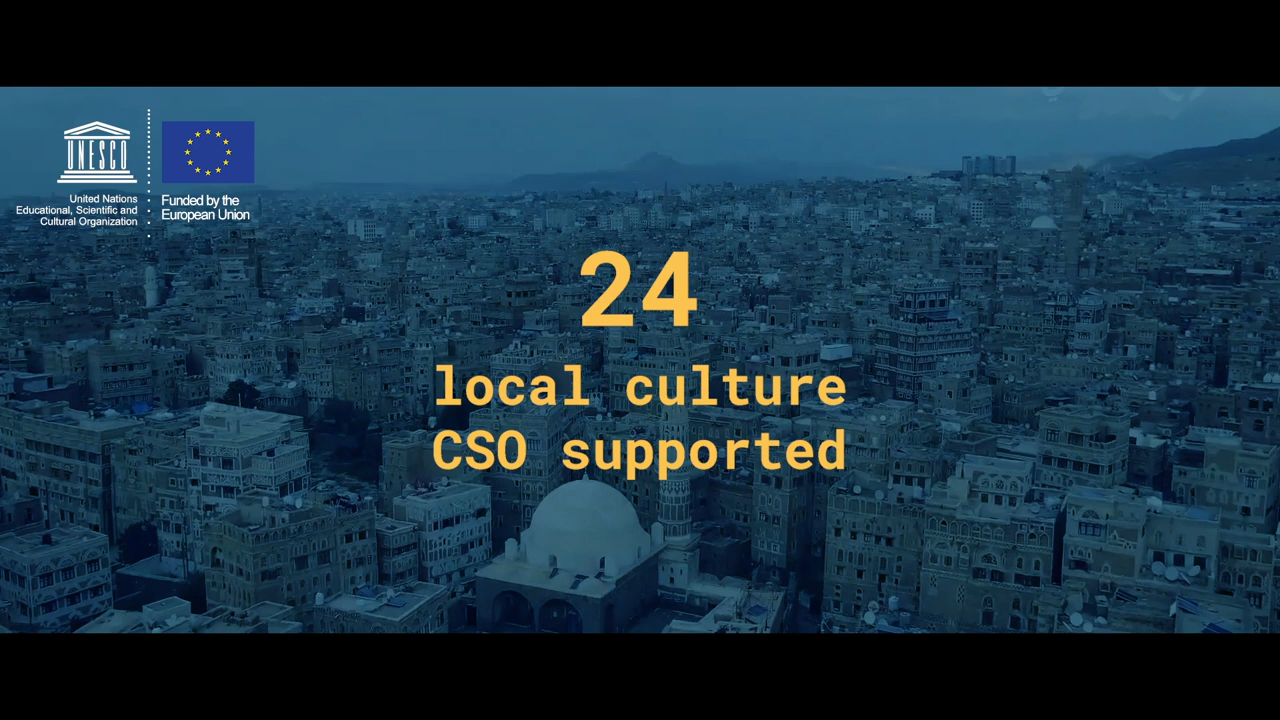 UNESCO
United Nations
Educational, Scientific and
Cultural Organization
Funded by the
European Union
24
local culture
CSO supported